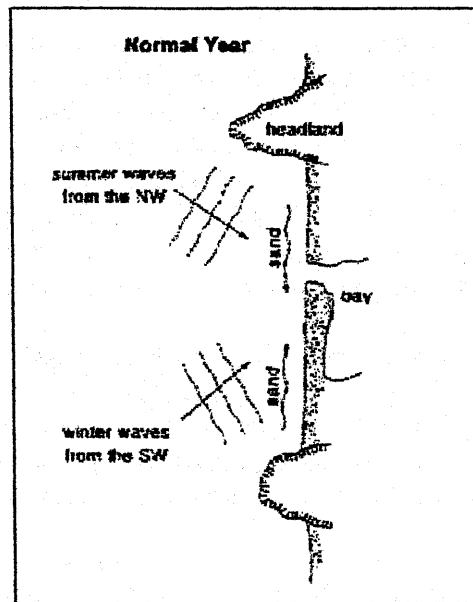 Normal Year
headland
summer waves
from the NW
sand
bay
sand
winter waves
from the SW